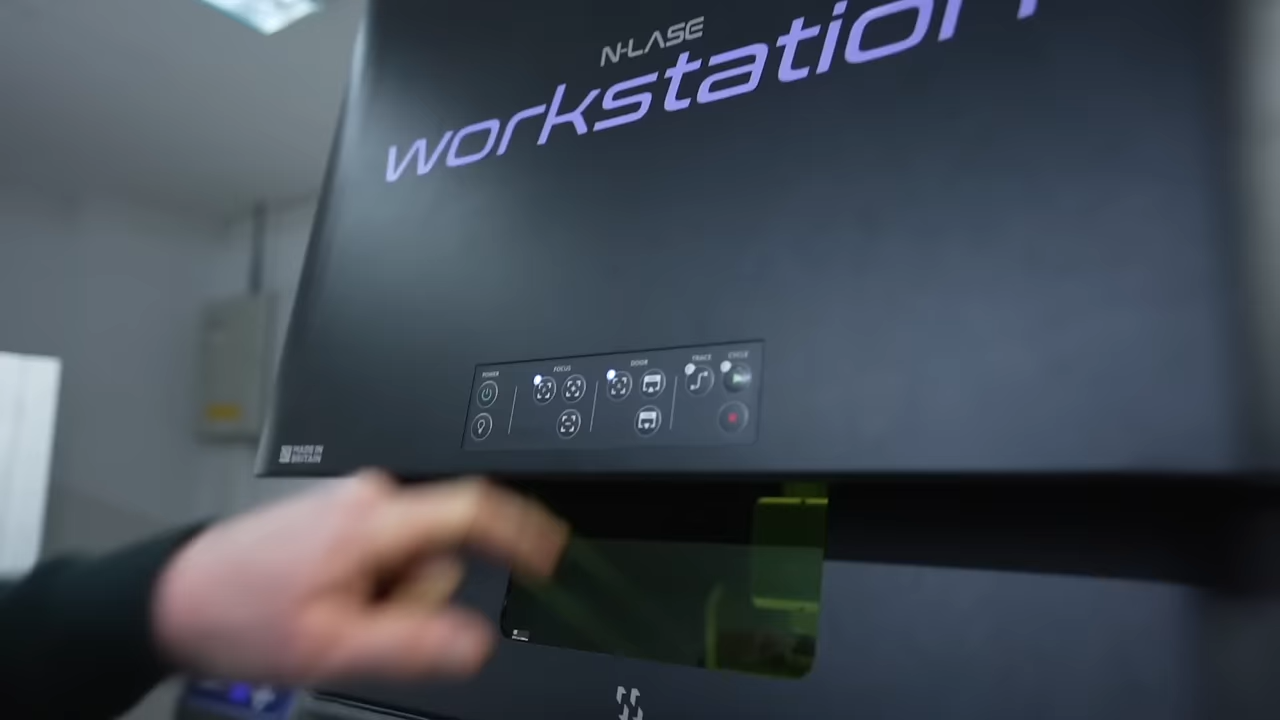 N-LASE
workstation
POWER
FOCUS
DOOR
TRACE
CYCLE
MADE IN
BRITAIN